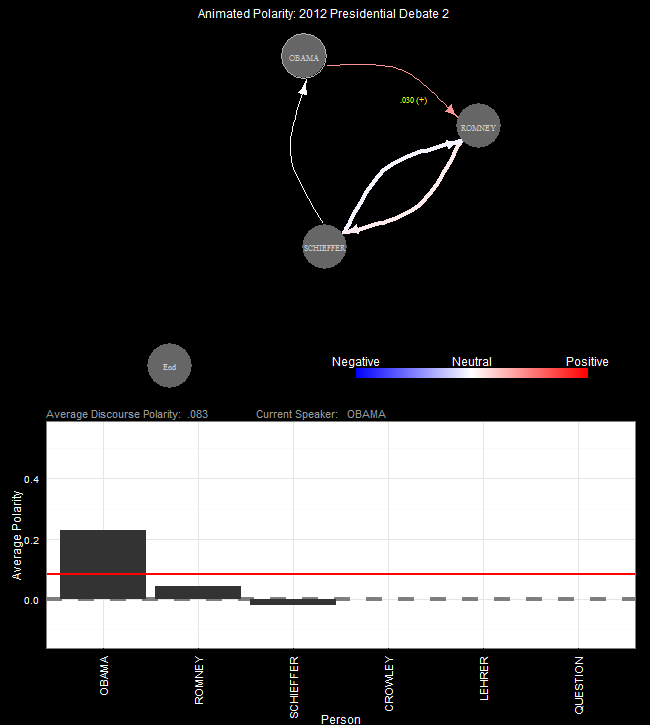 Animated Polarity: 2012 Presidential Debate 2
OBAMA
.030 (+)
ROMNEY
SCHIEFFER
End
Negative Neutral Positive
Average Discourse Polarity: .083 Current Speaker: OBAMA
Average Polarity
0.4
0.2
0.0
OBAMA ROMNEY SCHIEFFER CROWLEY LEHRER QUESTION
Person